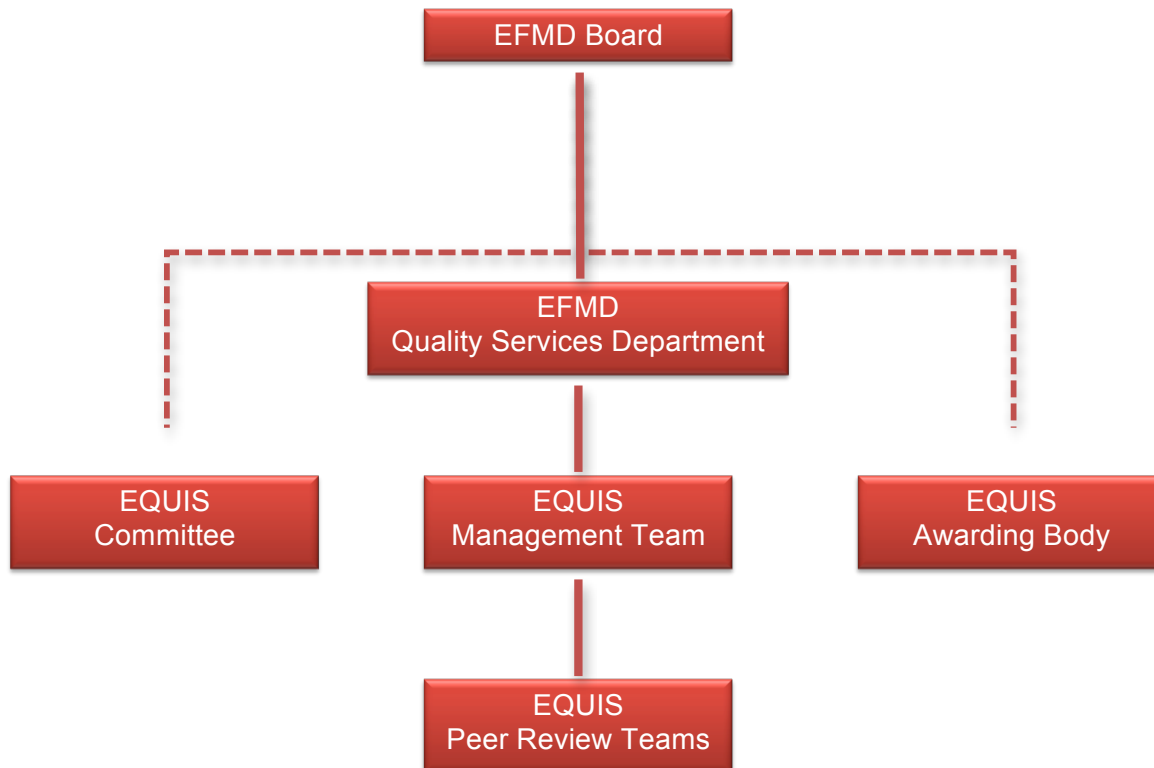 EFMD Board
EFMD
Quality Services Department
EQUIS
Committee
EQUIS
Management Team
EQUIS
Awarding Body
EQUIS
Peer Review Teams